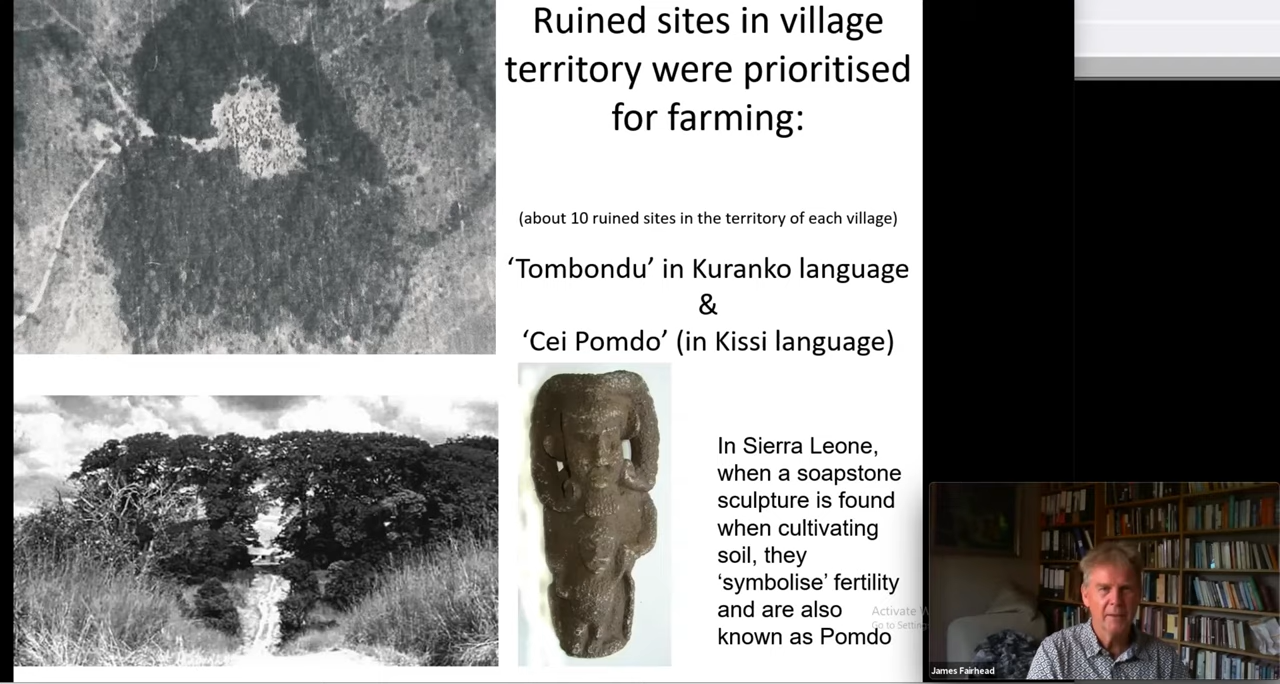 Ruined sites in village
territory were prioritised
for farming:
(about 10 ruined sites in the territory of each village)
‘Tombondu’ in Kuranko language
&
‘Cei Pomdo’ (in Kissi language)
In Sierra Leone,
when a soapstone
sculpture is found
when cultivating
soil, they
‘symbolise’ fertility
and are also
known as Pomdo
Activate W
Go to Setting
James Fairhead